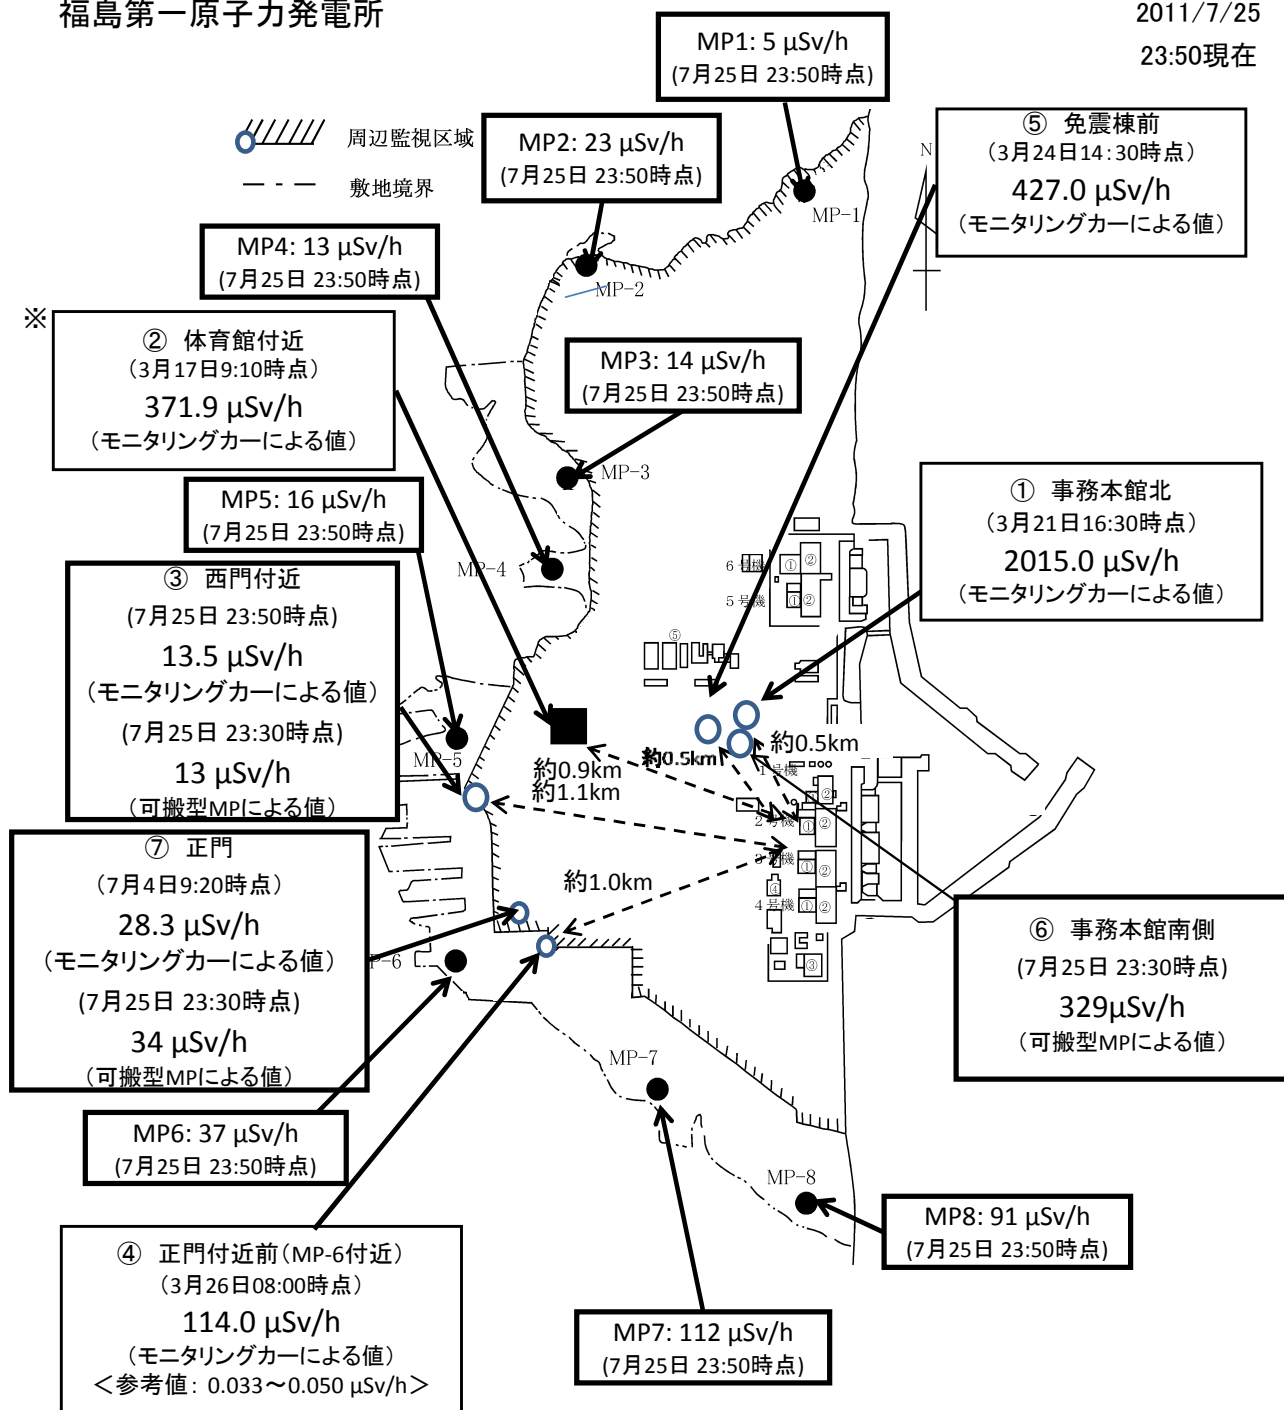 福島第一原子力発電所
2011/7/25
23:50現在
周辺監視区域
敷地境界
MP1: 5 μSv/h
(7月25日 23:50時点)
MP2: 23 μSv/h
(7月25日 23:50時点)
⑤ 免震棟前
(3月24日14:30時点)
427.0 μSv/h
(モニタリングカーによる値)
N
MP-1
MP4: 13 μSv/h
(7月25日 23:50時点)
MP-2
※
② 体育館付近
(3月17日9:10時点)
371.9 μSv/h
(モニタリングカーによる値)
MP3: 14 μSv/h
(7月25日 23:50時点)
MP-3
① 事務本館北
(3月21日16:30時点)
2015.0 μSv/h
(モニタリングカーによる値)
MP5: 16 μSv/h
(7月25日 23:50時点)
MP-4
6号機
① ②
5号機
① ②
③ 西門付近
(7月25日 23:50時点)
13.5 μSv/h
(モニタリングカーによる値)
(7月25日 23:30時点)
13 μSv/h
(可搬型MPによる値)
⑤
MP-5
約0.9km
約1.1km
約0.5km
約0.5km
1号機
②
2号機
① ②
3号機
① ②
④
4号機
① ②
③
約1.0km
⑦ 正門
(7月4日9:20時点)
28.3 μSv/h
(モニタリングカーによる値)
(7月25日 23:30時点)
34 μSv/h
(可搬型MPによる値)
P-6
⑥ 事務本館南側
(7月25日 23:30時点)
329μSv/h
(可搬型MPによる値)
MP-7
MP6: 37 μSv/h
(7月25日 23:50時点)
MP-8
MP8: 91 μSv/h
(7月25日 23:50時点)
④ 正門付近前(MP-6付近)
(3月26日08:00時点)
114.0 μSv/h
(モニタリングカーによる値)
<参考値: 0.033～0.050 μSv/h>
MP7: 112 μSv/h
(7月25日 23:50時点)